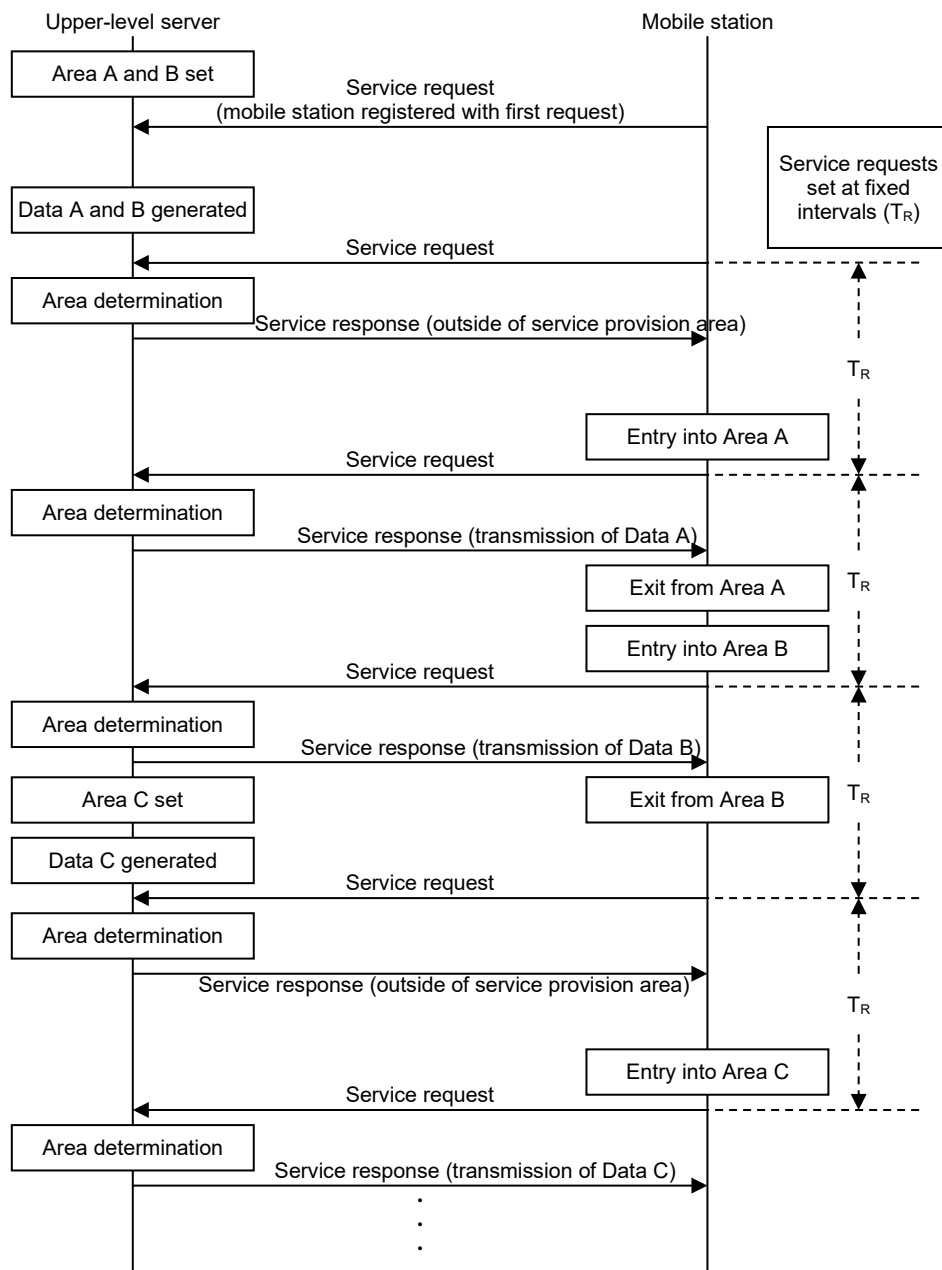 Upper-level server
Mobile station
Area A and B set
Service request
(mobile station registered with first request)
Service requests
set at fixed
intervals (TR)
Data A and B generated
Service request
Area determination
Service response (outside of service provision area)
TR
Entry into Area A
Service request
Area determination
Service response (transmission of Data A)
Exit from Area A
TR
Entry into Area B
Service request
Area determination
Service response (transmission of Data B)
Area C set
Exit from Area B
TR
Data C generated
Service request
Area determination
Service response (outside of service provision area)
TR
Entry into Area C
Service request
Area determination
Service response (transmission of Data C)